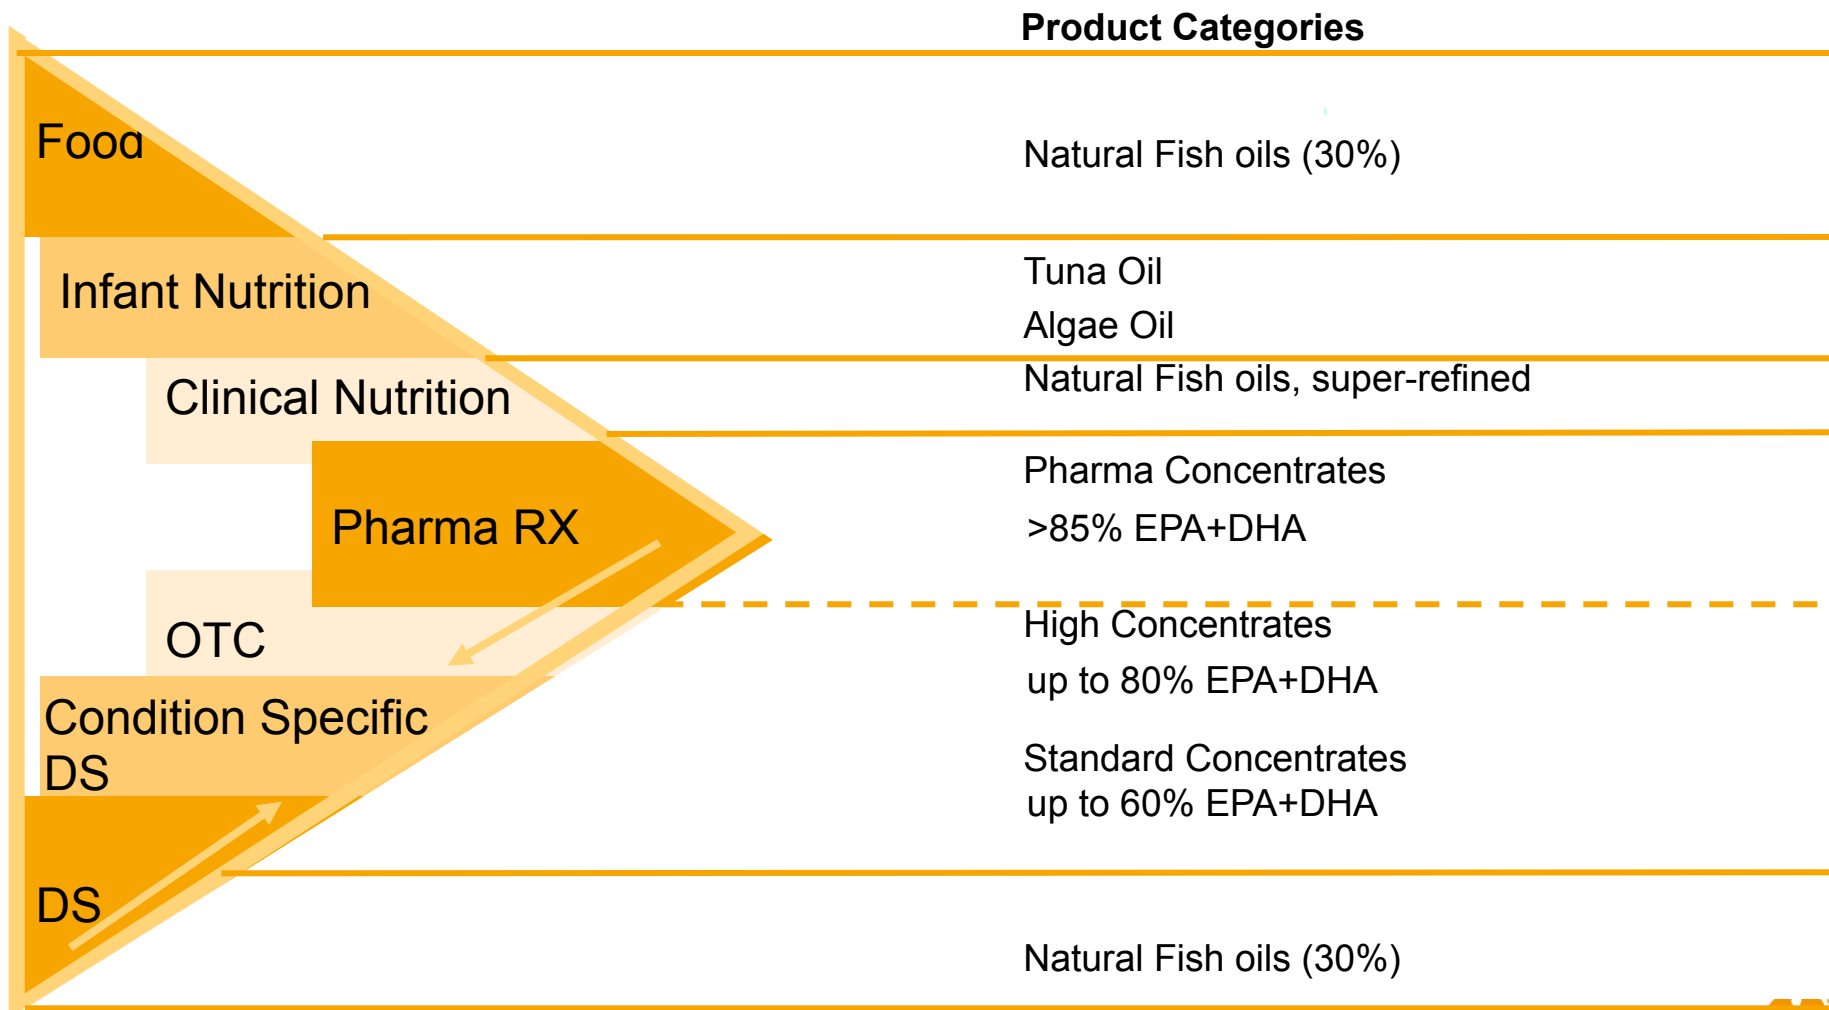 Product Categories
Food
Natural Fish oils (30%)
Infant Nutrition
Tuna Oil
Algae Oil
Clinical Nutrition
Natural Fish oils, super-refined
Pharma RX
Pharma Concentrates
>85% EPA+DHA
OTC
High Concentrates
up to 80% EPA+DHA
Condition Specific
DS
Standard Concentrates
up to 60% EPA+DHA
DS
Natural Fish oils (30%)